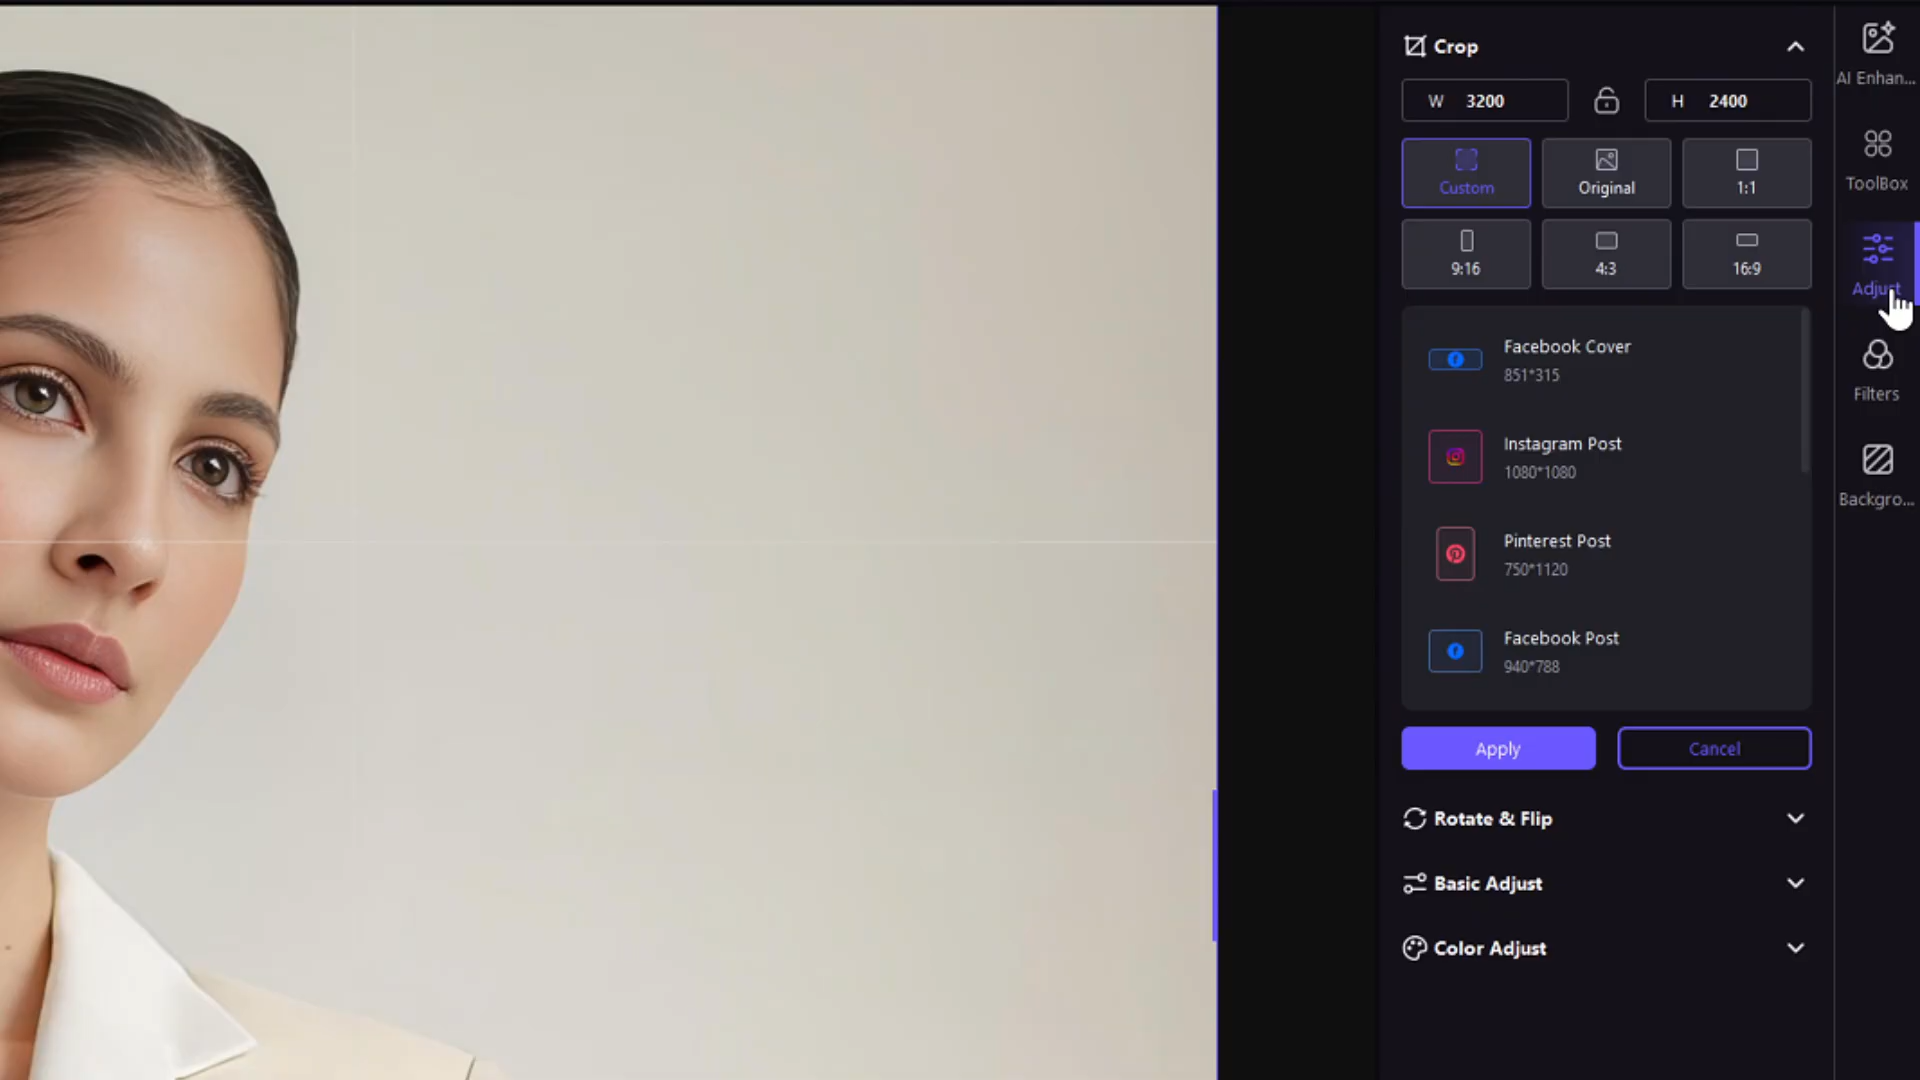 Crop
W 3200
H 2400
Custom
Original
1:1
9:16
4:3
16:9
Facebook Cover
851*315
Instagram Post
1080*1080
Pinterest Post
750*1120
Facebook Post
940*788
Apply
Cancel
Rotate & Flip
Basic Adjust
Color Adjust
AI Enhan...
ToolBox
Adjust
Filters
Backgro...